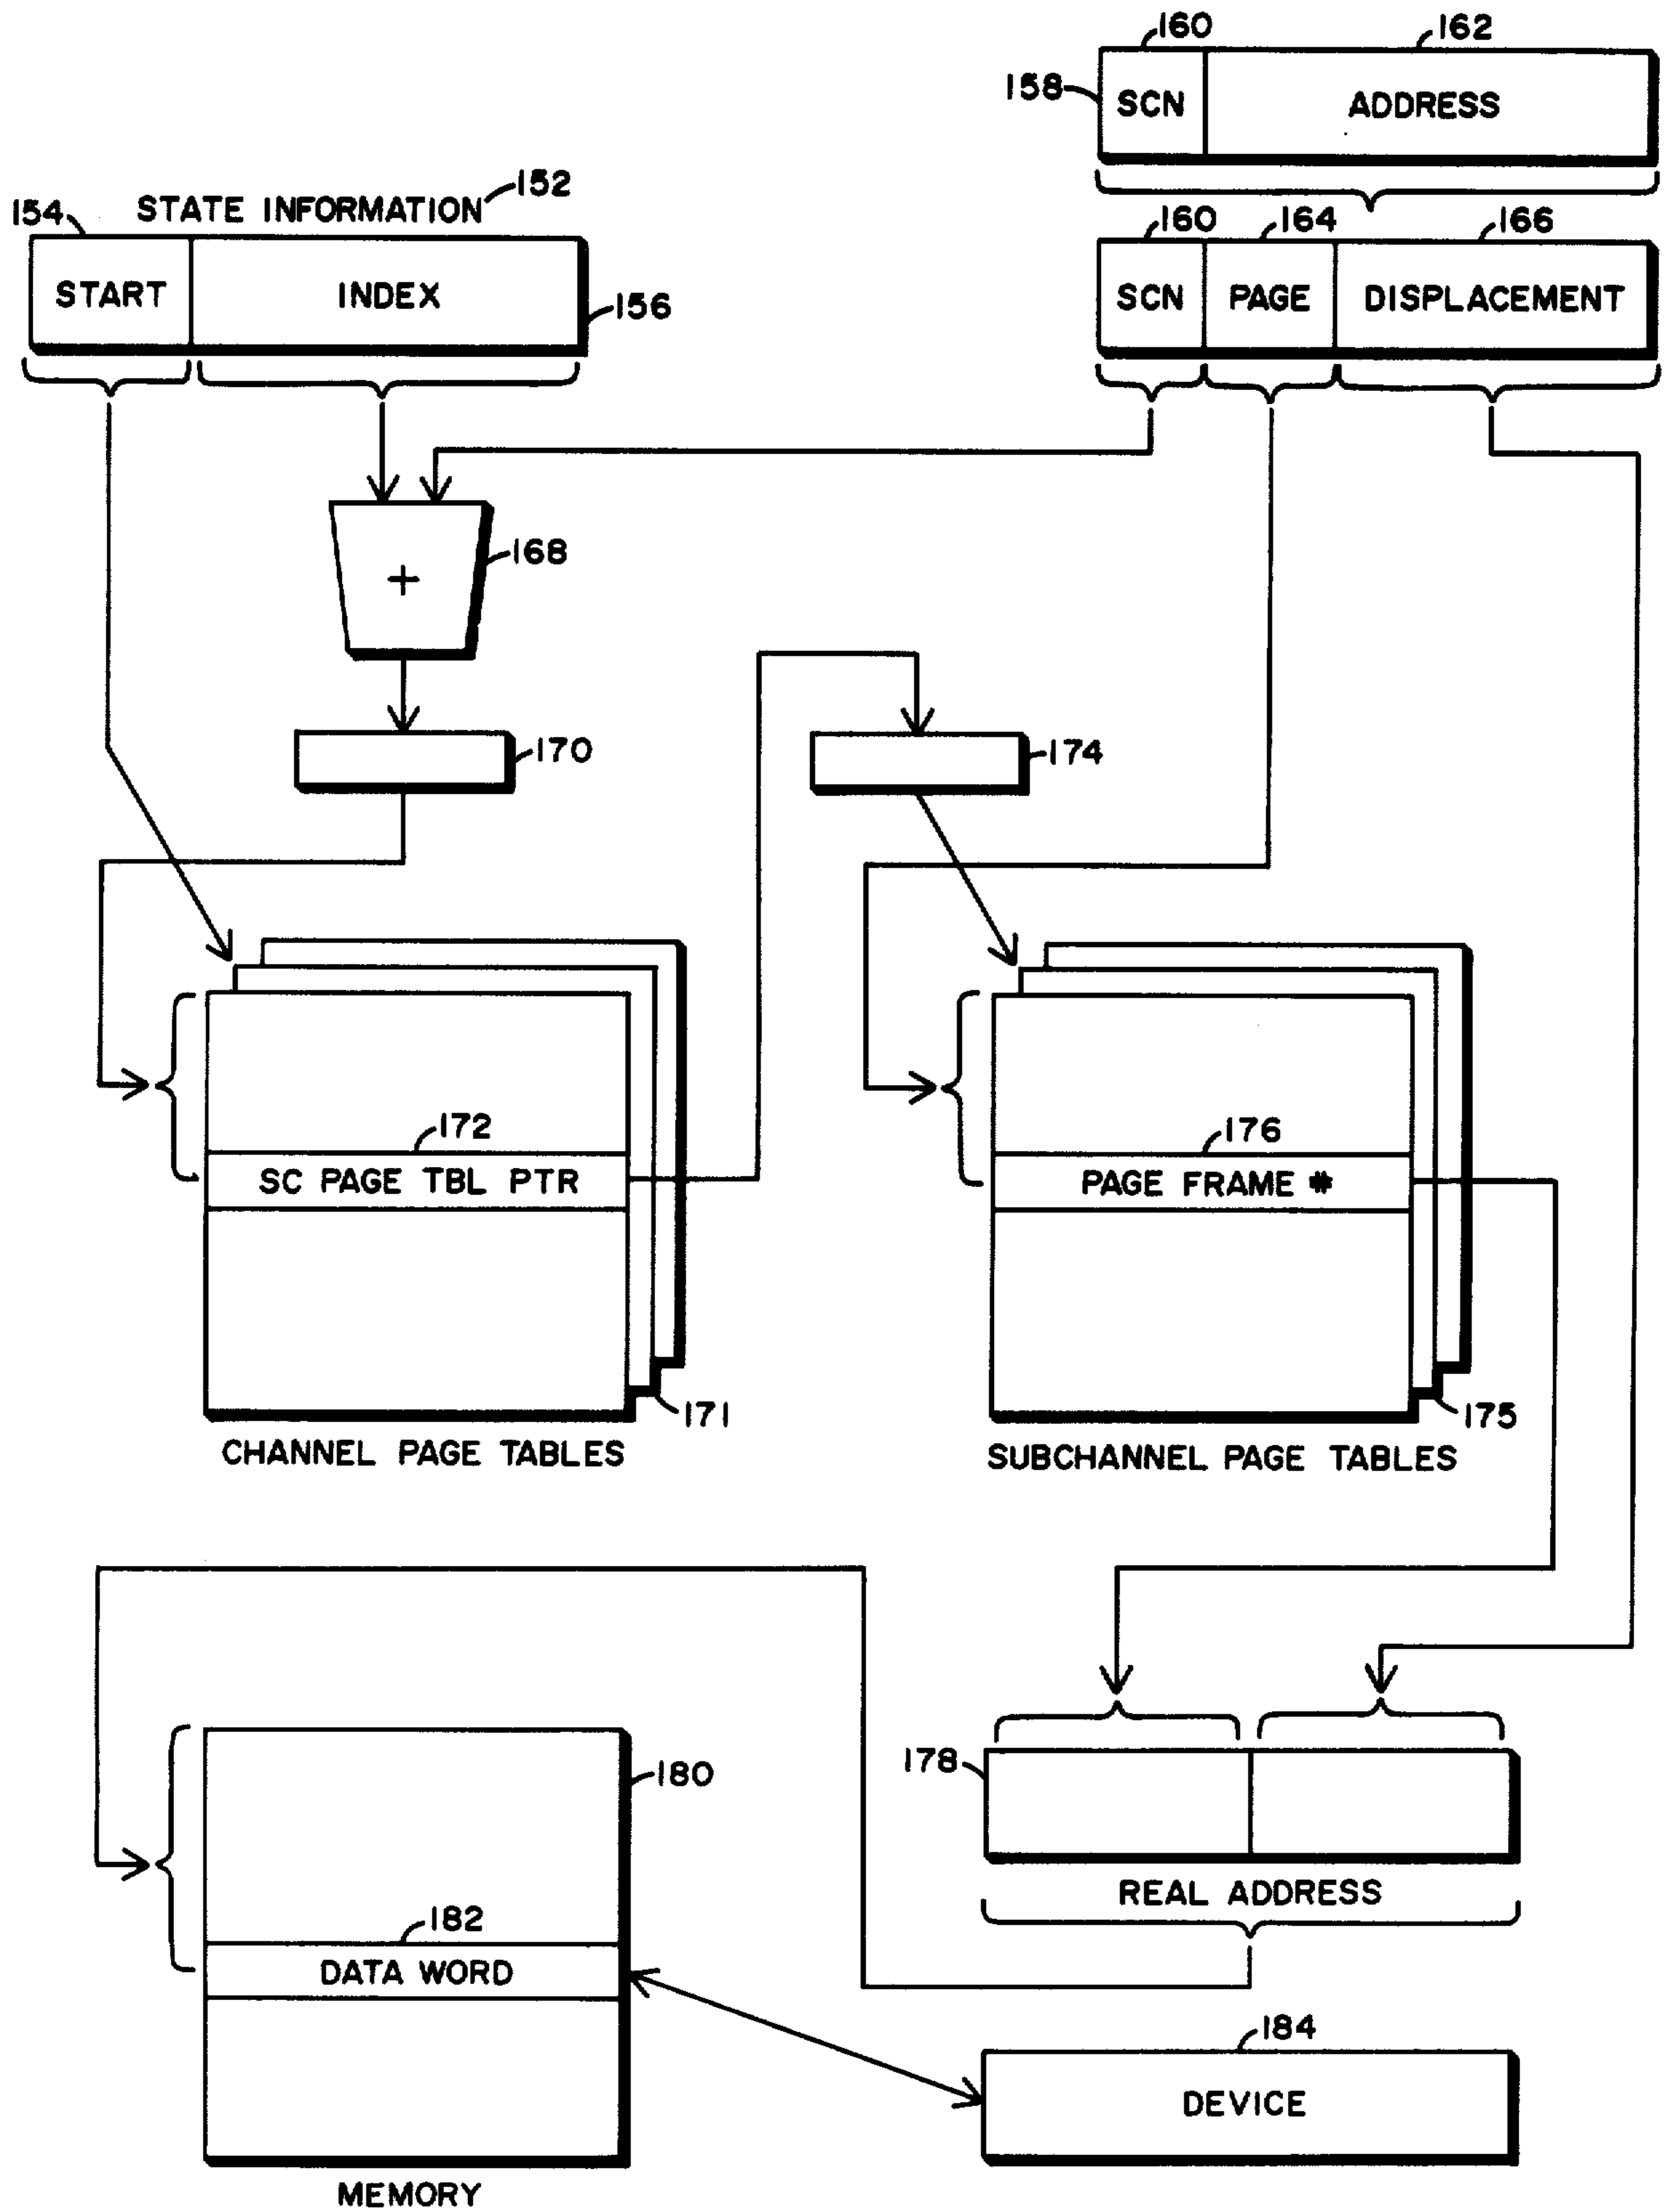 160 162
158 SCN ADDRESS
STATE INFORMATION 152
154 160 164 166
START INDEX 156 SCN PAGE DISPLACEMENT
+ 168
170 174
172 176
SC PAGE TBL PTR PAGE FRAME #
171 175
CHANNEL PAGE TABLES SUBCHANNEL PAGE TABLES
180 178
REAL ADDRESS
182
DATA WORD
184
DEVICE
MEMORY